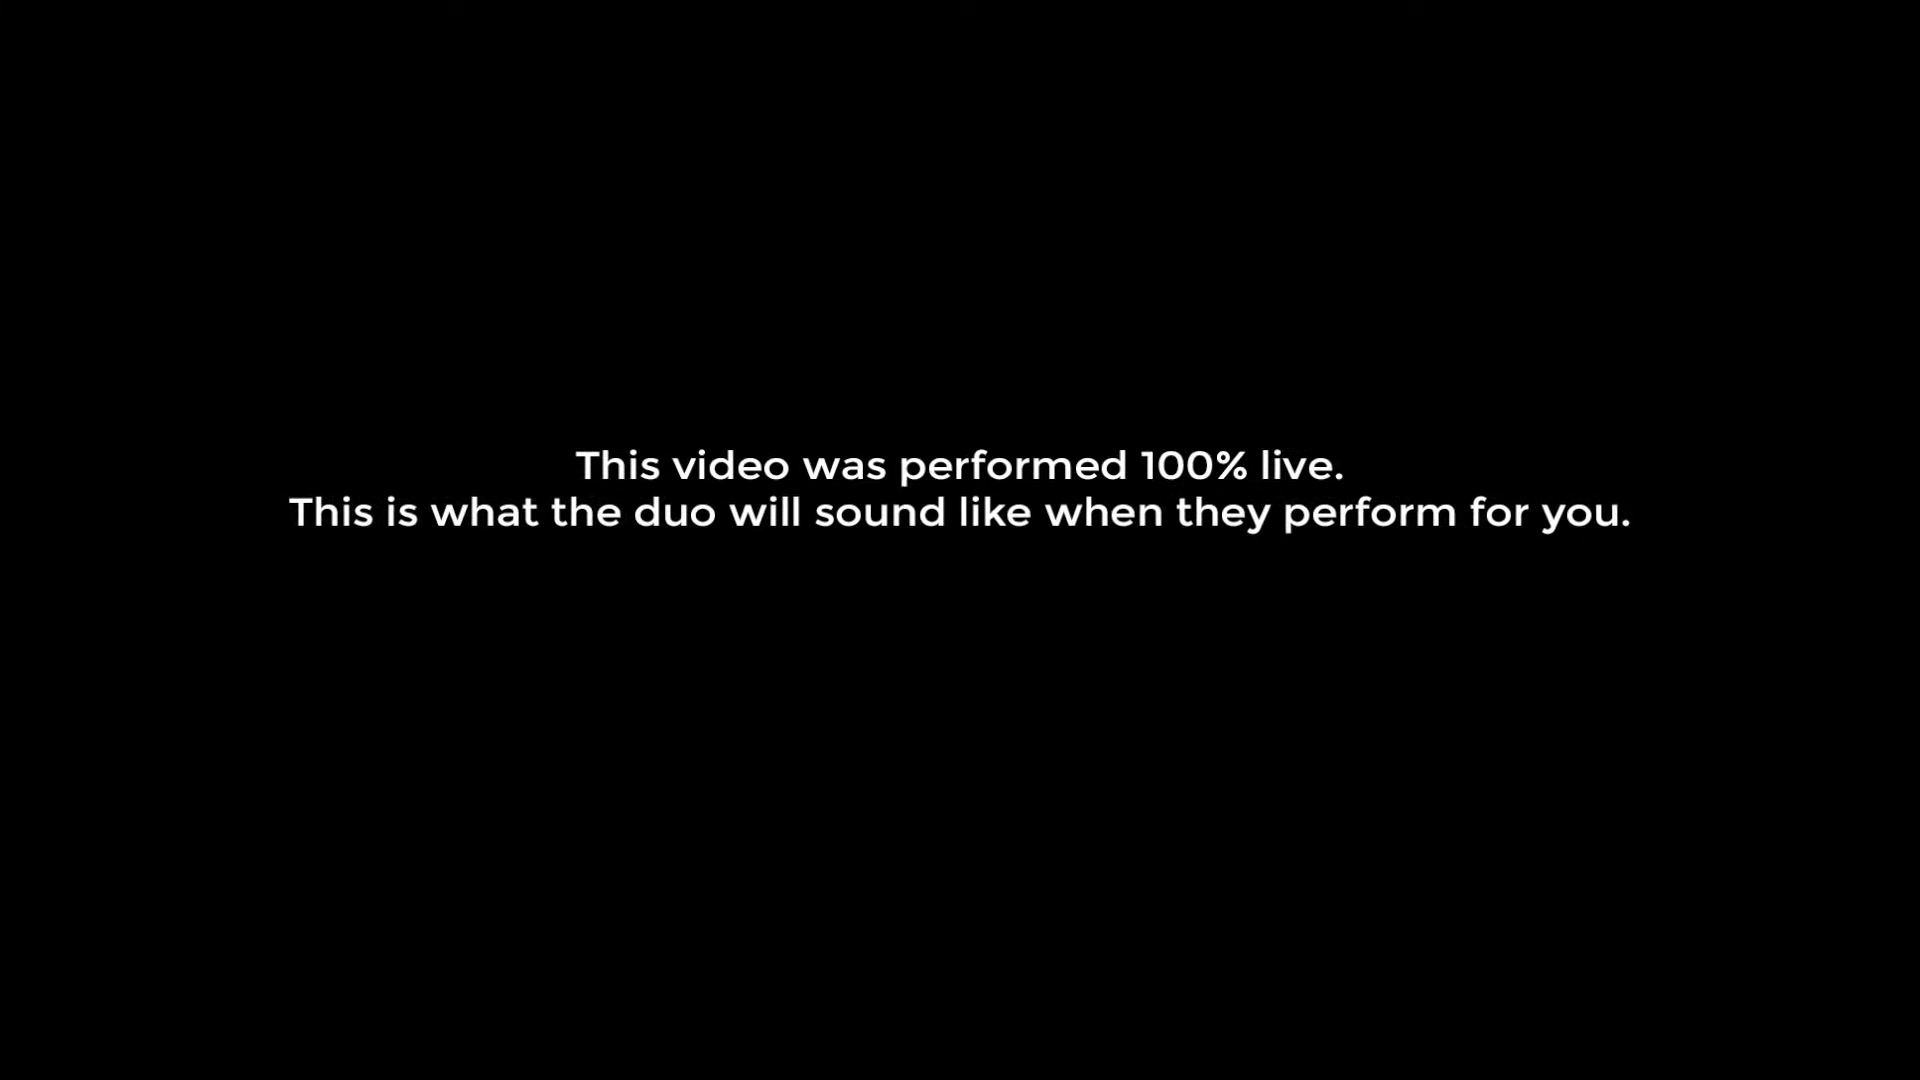 This video was performed 100% live.
This is what the duo will sound like when they perform for you.